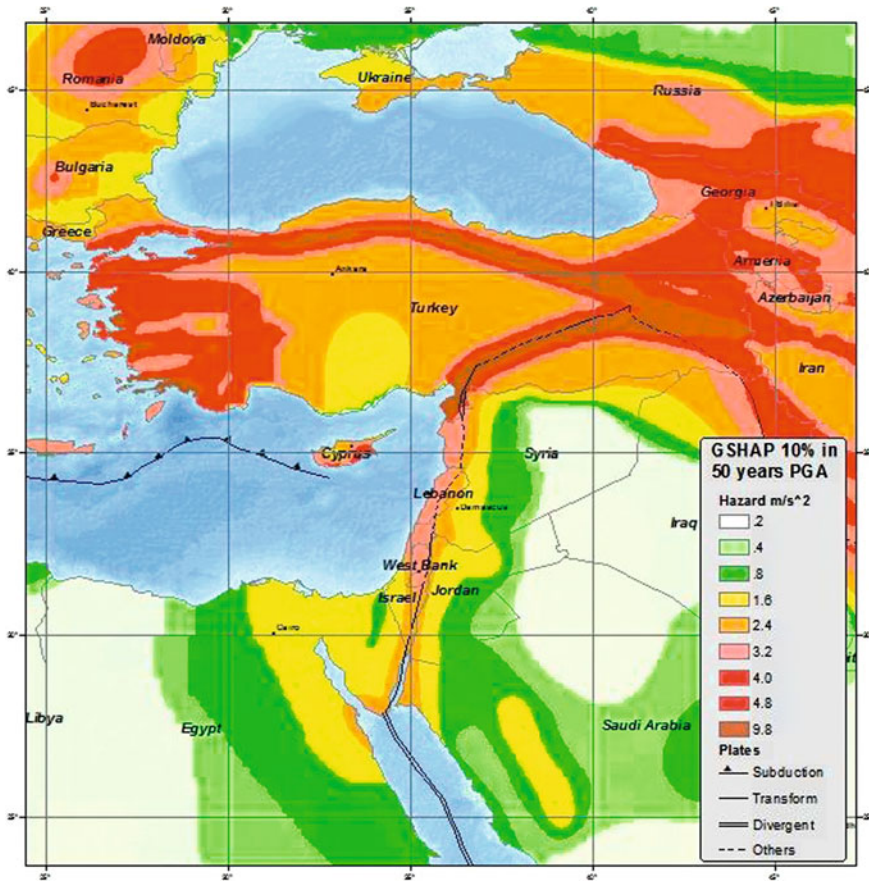 Moldova
Romania
Bucharest
Ukraine
Russia
Bulgaria
Georgia
Greece
Ankara
Armenia
Turkey
Azerbaijan
Iran
Cyprus
Syria
Lebanon
Damascus
Iraq
West Bank
Israel
Jordan
Cairo
Libya
Egypt
Saudi Arabia
GSHAP 10% in
50 years PGA
Hazard m/s^2
.2
.4
.8
1.6
2.4
3.2
4.0
4.8
9.8
Plates
Subduction
Transform
Divergent
Others